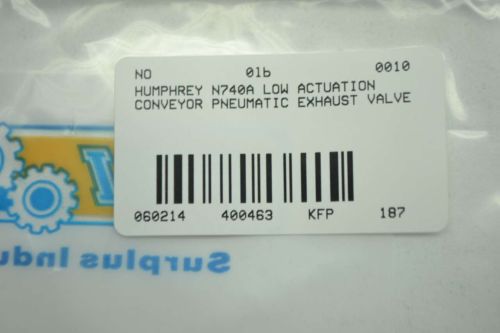 NO 01b 0010
HUMPHREY N740A LOW ACTUATION
CONVEYOR PNEUMATIC EXHAUST VALVE
060214 400463 KFP 187
Surplus Indu